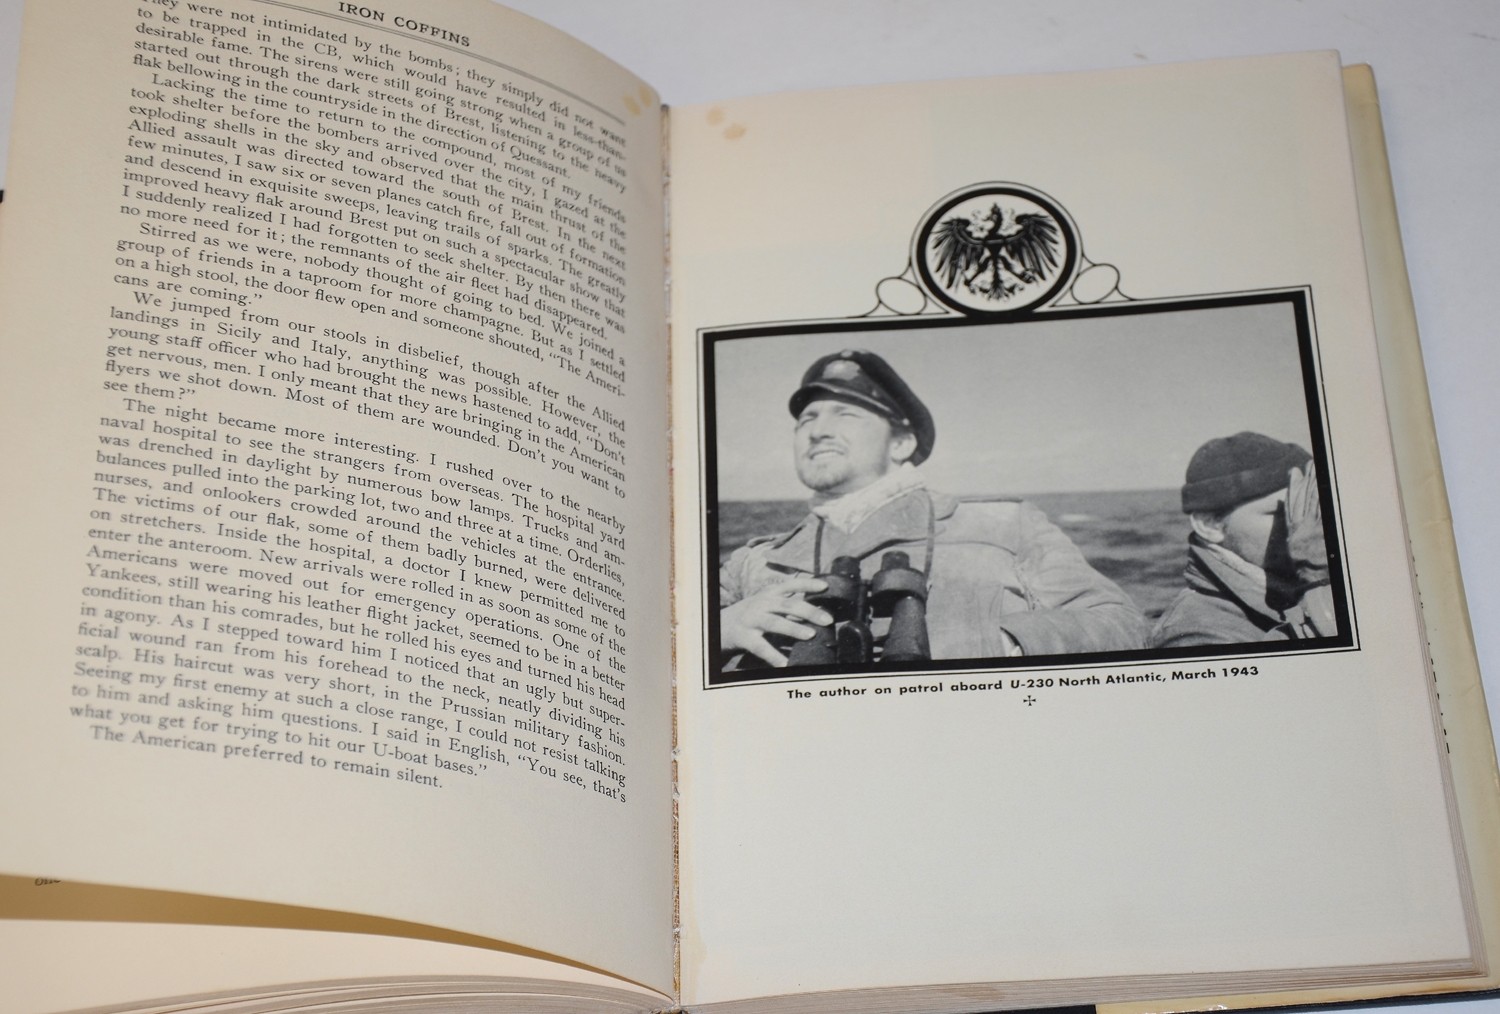 IRON COFFINS
They were not intimidated by the bombs; they simply did not want
to be trapped in the CB, which would have resulted in less-than-
desirable fame. The sirens were still going strong when a group of us
started out through the dark streets of Brest, listening to the heavy
flak bellowing in the countryside in the direction of Quessant.
Lacking the time to return to the compound, most of my friends
took shelter before the bombers arrived over the city, I gazed at the
exploding shells in the sky and observed that the main thrust of the
Allied assault was directed toward the south of Brest. In the next
few minutes, I saw six or seven planes catch fire, fall out of formation
and descend in exquisite sweeps, leaving trails of sparks. The greatly
improved heavy flak around Brest put on such a spectacular show that
I suddenly realized I had forgotten to seek shelter. By then there was
no more need for it; the remnants of the air fleet had disappeared.
Stirred as we were, nobody thought of going to bed. We joined a
group of friends in a taproom for more champagne. But as I settled
on a high stool, the door flew open and someone shouted, "The Ameri-
cans are coming."
We jumped from our stools in disbelief, though after the Allied
landings in Sicily and Italy, anything was possible. However, the
young staff officer who had brought the news hastened to add, "Don't
get nervous, men. I only meant that they are bringing in the American
flyers we shot down. Most of them are wounded. Don't you want to
see them?"
The night became more interesting. I rushed over to the nearby
naval hospital to see the strangers from overseas. The hospital yard
was drenched in daylight by numerous bow lamps. Trucks and am-
bulances pulled into the parking lot, two and three at a time. Orderlies,
nurses, and onlookers crowded around the vehicles at the entrance.
The victims of our flak, some of them badly burned, were delivered
on stretchers. Inside the hospital, a doctor I knew permitted me to
enter the anteroom. New arrivals were rolled in as soon as some of the
Americans were moved out for emergency operations. One of the
Yankees, still wearing his leather flight jacket, seemed to be in a better
condition than his comrades, but he rolled his eyes and turned his head
in agony. As I stepped toward him I noticed that an ugly but super-
ficial wound ran from his forehead to the neck, neatly dividing his
scalp. His haircut was very short, in the Prussian military fashion.
Seeing my first enemy at such a close range, I could not resist talking
to him and asking him questions. I said in English, "You see, that's
what you get for trying to hit our U-boat bases."
The American preferred to remain silent.
The author on patrol aboard U-230 North Atlantic, March 1943